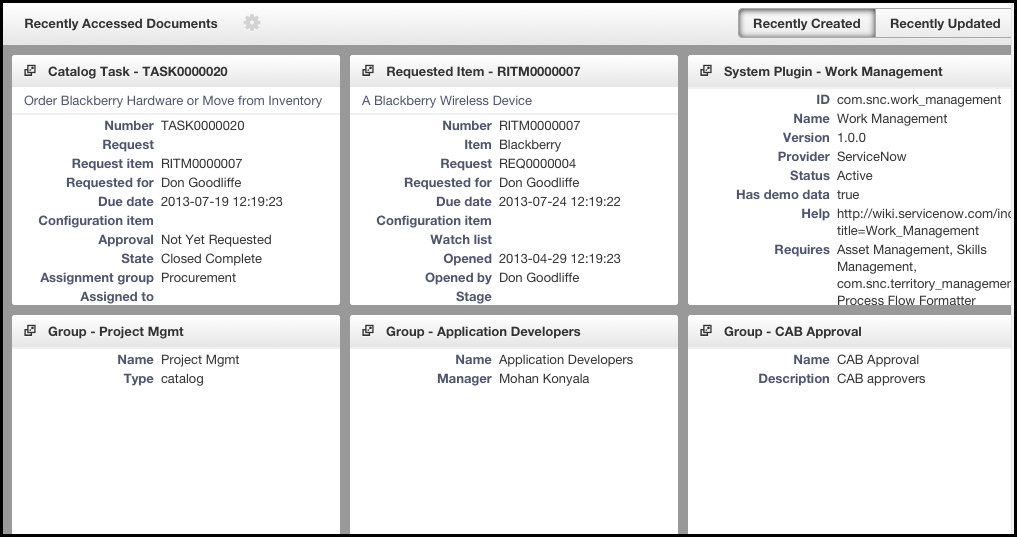 Recently Accessed Documents
Recently Created Recently Updated
Catalog Task - TASK0000020
Order Blackberry Hardware or Move from Inventory
Number TASK0000020
Request
Request item RITM0000007
Requested for Don Goodliffe
Due date 2013-07-19 12:19:23
Configuration item
Approval Not Yet Requested
State Closed Complete
Assignment group Procurement
Assigned to
Requested Item - RITM0000007
A Blackberry Wireless Device
Number RITM0000007
Item Blackberry
Request REQ0000004
Requested for Don Goodliffe
Due date 2013-07-24 12:19:22
Configuration item
Watch list
Opened 2013-04-29 12:19:23
Opened by Don Goodliffe
Stage
System Plugin - Work Management
ID com.snc.work_management
Name Work Management
Version 1.0.0
Provider ServiceNow
Status Active
Has demo data true
Help http://wiki.servicenow.com/inc
title=Work_Management
Requires Asset Management, Skills
Management,
com.snc.territory_managemer
Process Flow Formatter
Group - Project Mgmt
Name Project Mgmt
Type catalog
Group - Application Developers
Name Application Developers
Manager Mohan Konyala
Group - CAB Approval
Name CAB Approval
Description CAB approvers